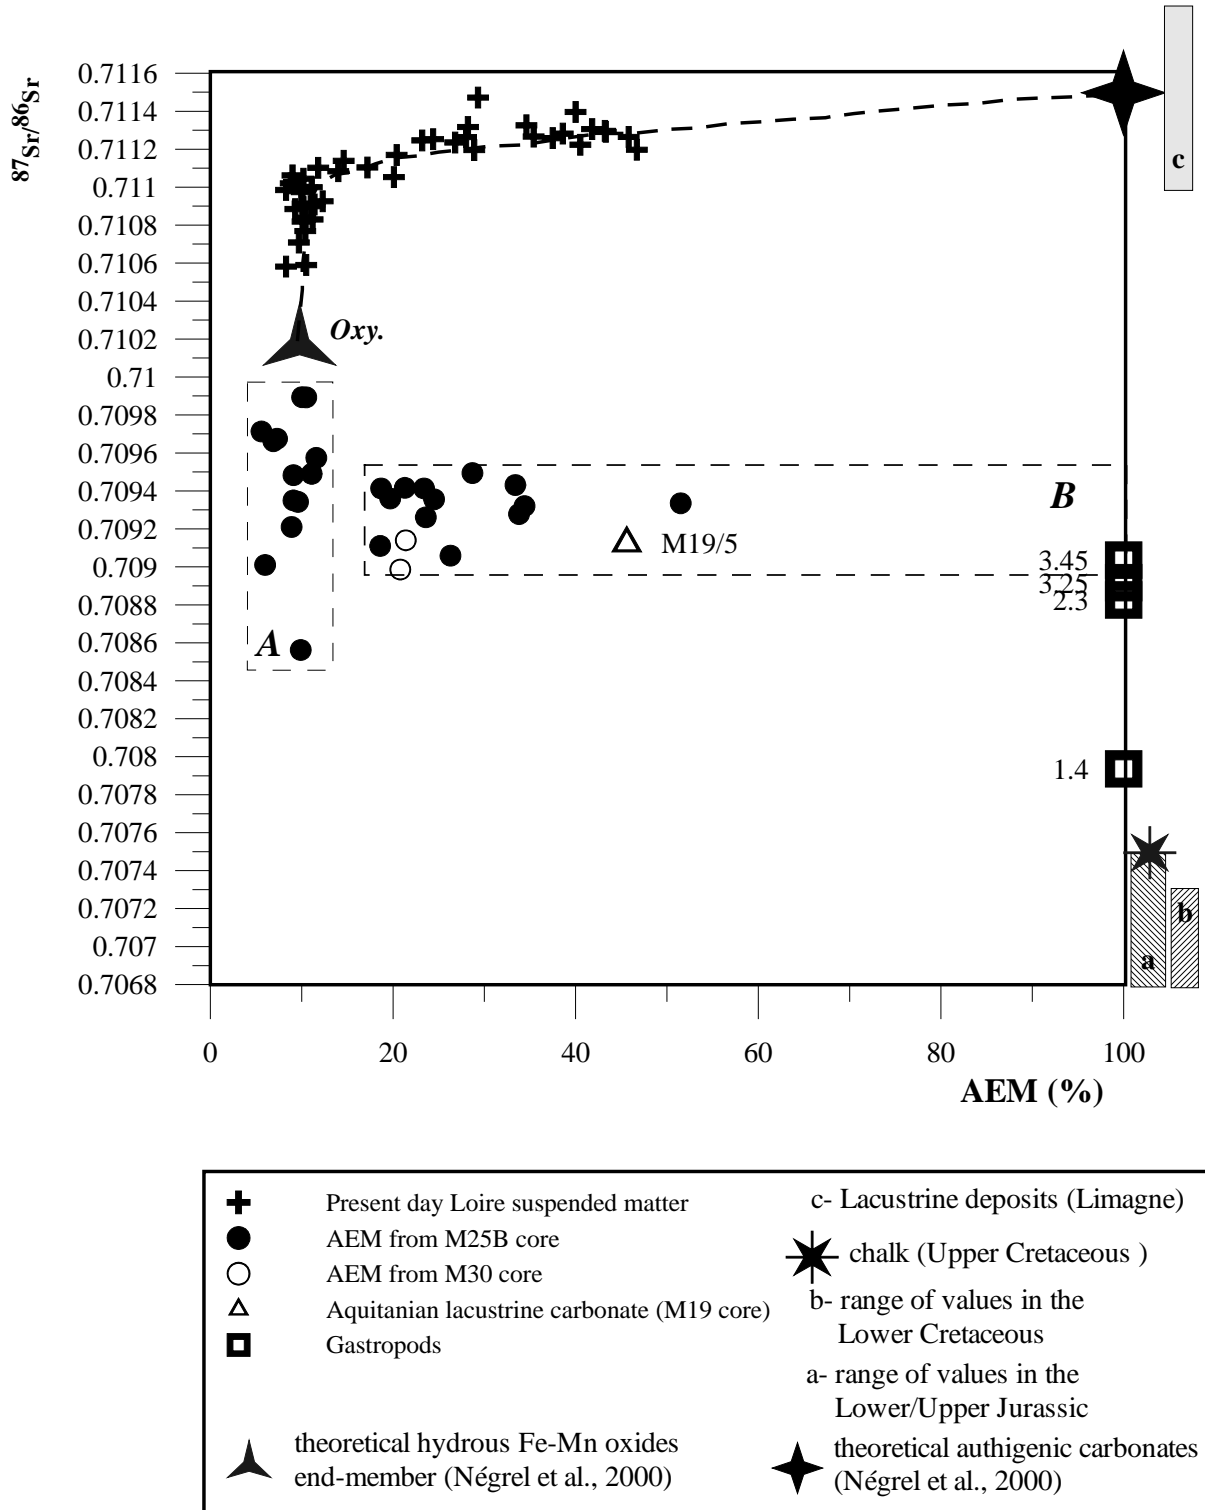 87Sr/86Sr
0.7116
0.7114
0.7112
0.711
0.7108
0.7106
0.7104
0.7102
0.71
0.7098
0.7096
0.7094
0.7092
0.709
0.7088
0.7086
0.7084
0.7082
0.708
0.7078
0.7076
0.7074
0.7072
0.707
0.7068
c
Oxy.
B
M19/5
3.45
3.25
2.3
A
1.4
b
a
0 20 40 60 80 100
AEM (%)
Present day Loire suspended matter
AEM from M25B core
AEM from M30 core
Aquitanian lacustrine carbonate (M19 core)
Gastropods
theoretical hydrous Fe-Mn oxides
end-member (Négrel et al., 2000)
c- Lacustrine deposits (Limagne)
chalk (Upper Cretaceous )
b- range of values in the
Lower Cretaceous
a- range of values in the
Lower/Upper Jurassic
theoretical authigenic carbonates
(Négrel et al., 2000)